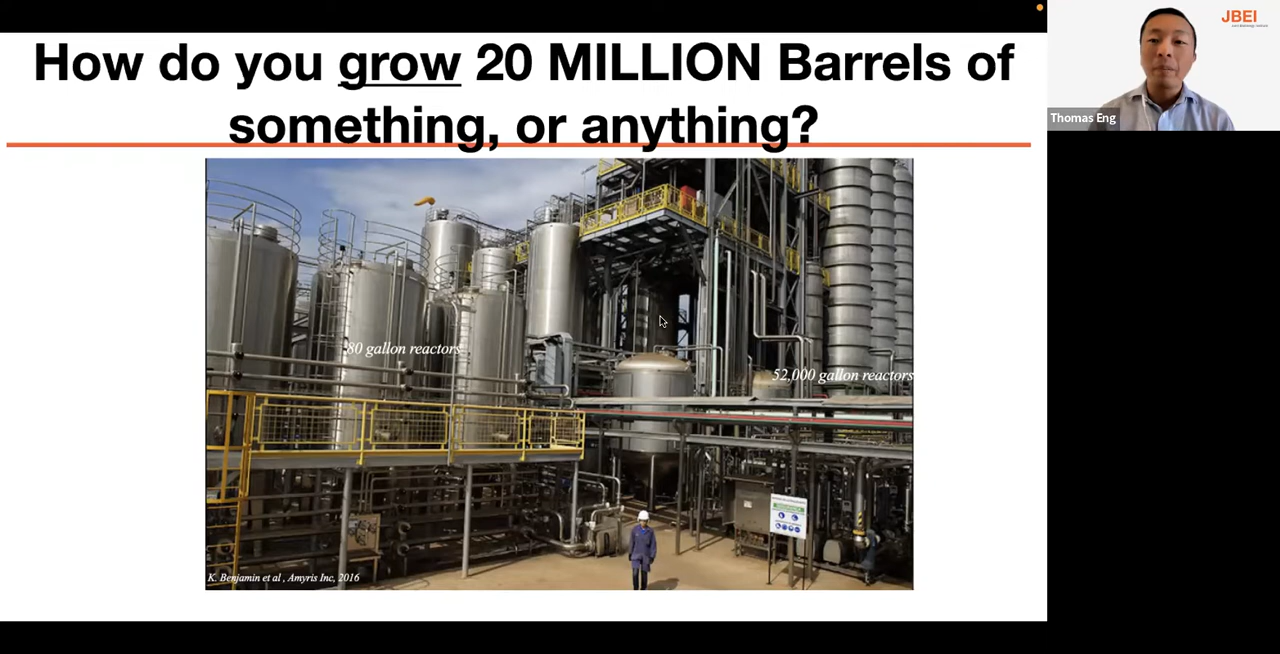 How do you grow 20 MILLION Barrels of
something, or anything?
JBEI
Thomas Eng
80 gallon reactors
52,000 gallon reactors
K. Benjamin et al , Amyris Inc, 2016